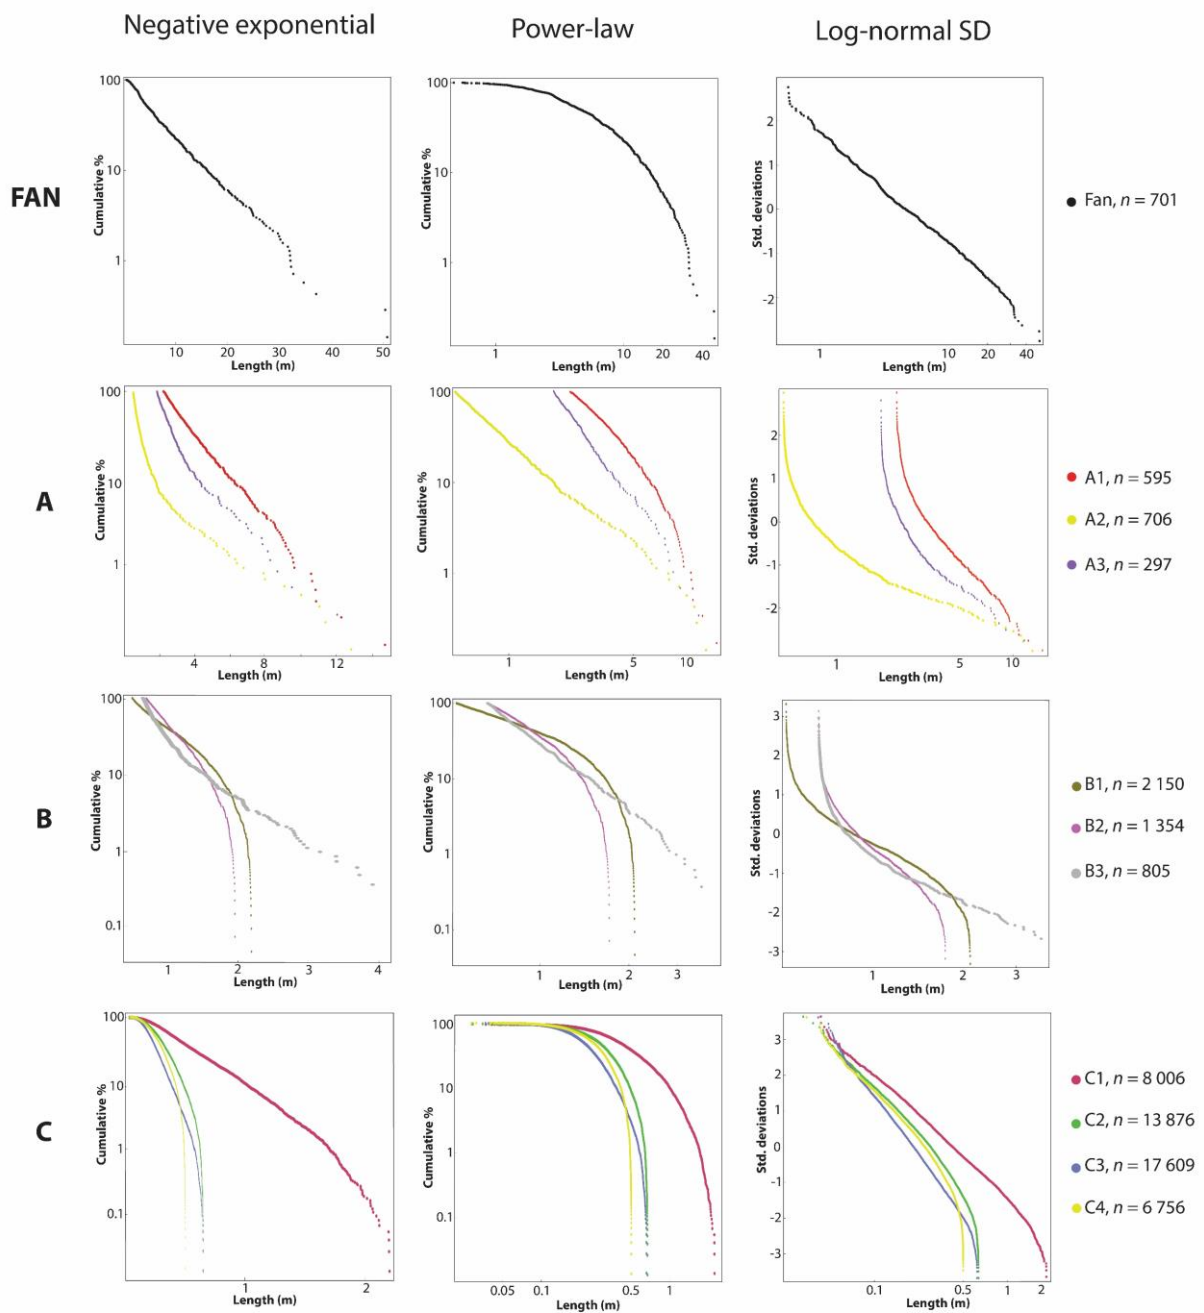 Negative exponential
Power-law
Log-normal SD
FAN
Cumulative %
100
10
1
10 20 30 40 50
Length (m)
Cumulative %
100
10
1
1 10 20 40
Length (m)
Std. deviations
2
1
0
-1
-2
1 10 20 40
Length (m)
Fan, n = 701
A
Cumulative %
100
10
1
4 8 12
Length (m)
Cumulative %
100
10
1
1 5 10
Length (m)
Std. deviations
2
1
0
-1
-2
1 5 10
Length (m)
A1, n = 595
A2, n = 706
A3, n = 297
B
Cumulative %
100
10
1
0.1
1 2 3 4
Length (m)
Cumulative %
100
10
1
0.1
1 2 3
Length (m)
Std. deviations
3
2
1
0
-1
-2
-3
1 2 3
Length (m)
B1, n = 2 150
B2, n = 1 354
B3, n = 805
C
Cumulative %
100
10
1
0.1
1 2
Length (m)
Cumulative %
100
10
1
0.1
0.05 0.1 0.5 1
Length (m)
Std. deviations
3
2
1
0
-1
-2
-3
0.1 0.5 1 2
Length (m)
C1, n = 8 006
C2, n = 13 876
C3, n = 17 609
C4, n = 6 756